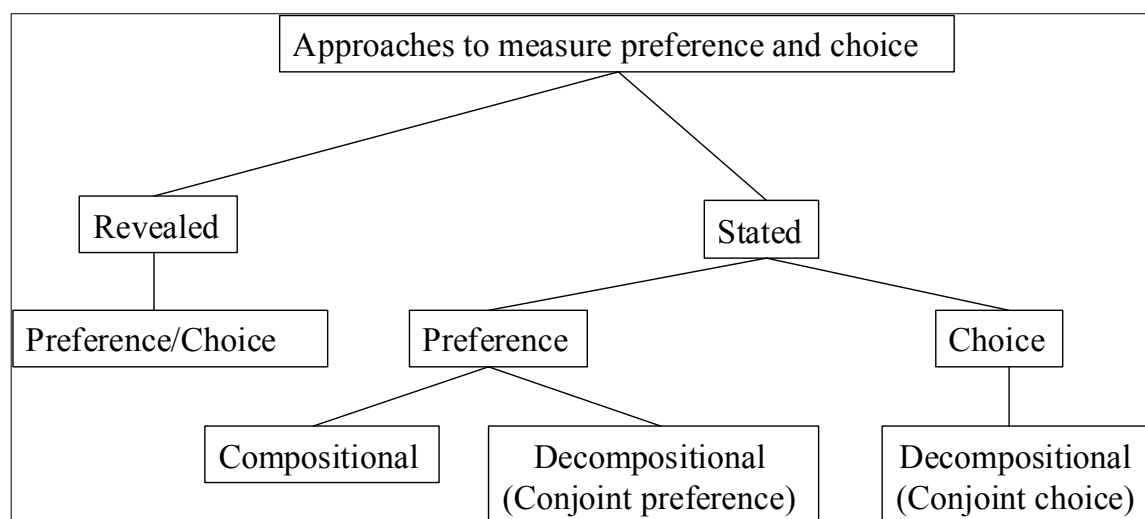 Approaches to measure preference and choice
Revealed
Stated
Preference/Choice
Preference
Choice
Compositional
Decompositional
(Conjoint preference)
Decompositional
(Conjoint choice)